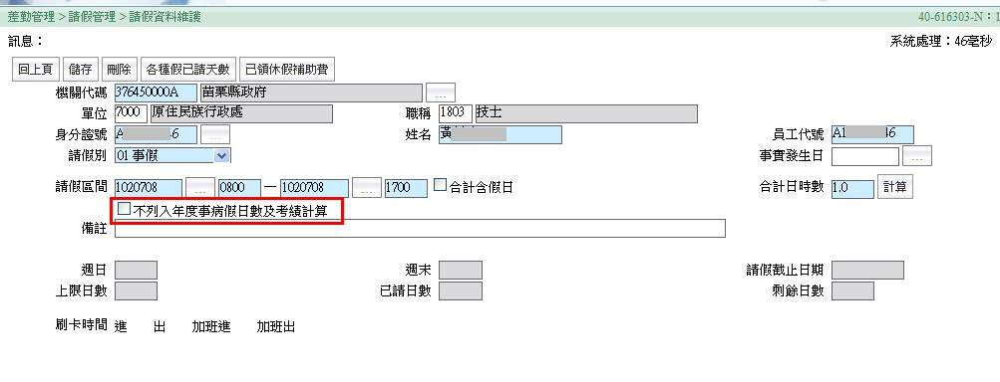 差勤管理 > 請假管理 > 請假資料維護 40-616303-N：1
訊息： 系統處理：46毫秒
回上頁 儲存 刪除 各種假已請天數 已領休假補助費
機關代碼 376450000A 苗栗縣政府 ...
單位 7000 原住民族行政處 職稱 1803 技士
身分證號 A 6 ... 姓名 黃 員工代號 A1 46
請假別 01 事假 事實發生日 ...
請假區間 1020708 ... 0800 — 1020708 ... 1700 合計含假日 合計日時數 1.0 計算
不列入年度事病假日數及考績計算
備註
週日 週末 請假截止日期
上限日數 已請日數 剩餘日數
刷卡時間 進 出 加班進 加班出